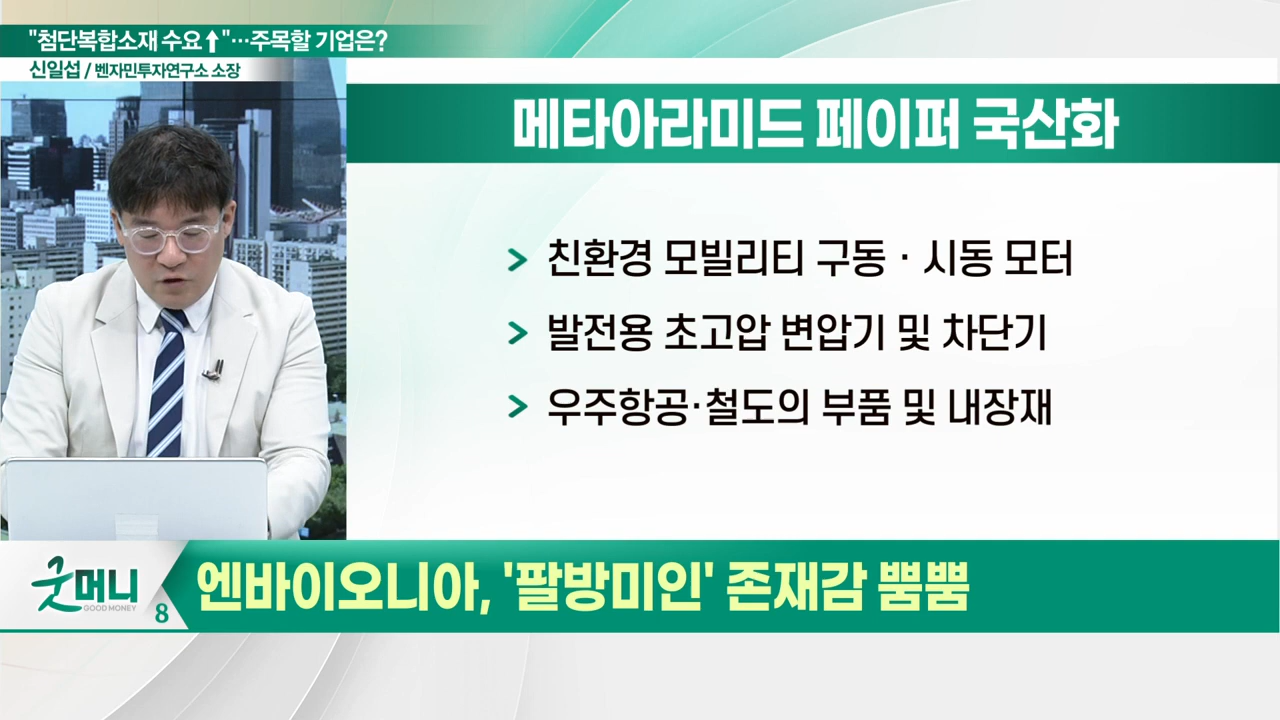 "첨단복합소재 수요⬆"…주목할 기업은?
신일섭 / 벤자민투자연구소 소장
메타아라미드 페이퍼 국산화
> 친환경 모빌리티 구동 · 시동 모터
> 발전용 초고압 변압기 및 차단기
> 우주항공·철도의 부품 및 내장재
굿머니
GOOD MONEY
8
엔바이오니아, '팔방미인' 존재감 뿜뿜